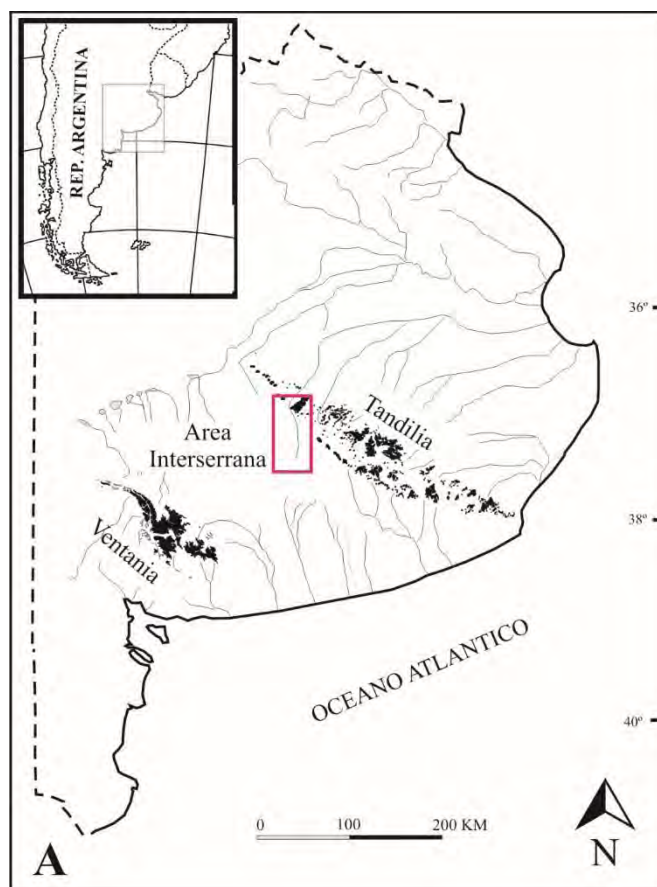 REP. ARGENTINA
36º
Tandilia
Area
Interserrana
38º
Ventania
OCEANO ATLANTICO
40º
0 100 200 KM
A
N